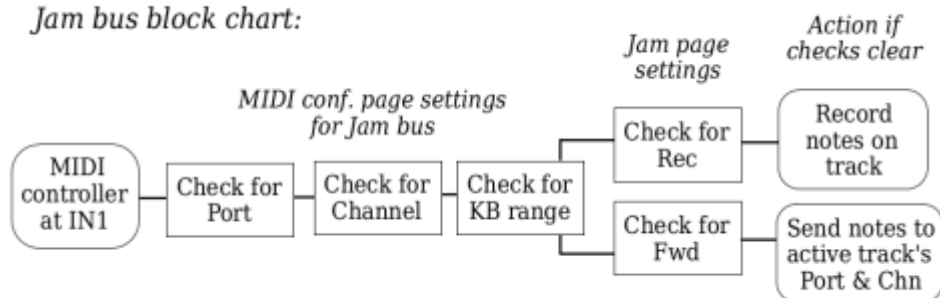 Jam bus block chart:
Action if
checks clear
Jam page
settings
MIDI conf. page settings
for Jam bus
MIDI
controller
at IN1
Check for
Port
Check for
Channel
Check for
KB range
Check for
Rec
Record
notes on
track
Check for
Fwd
Send notes to
active track's
Port & Chn